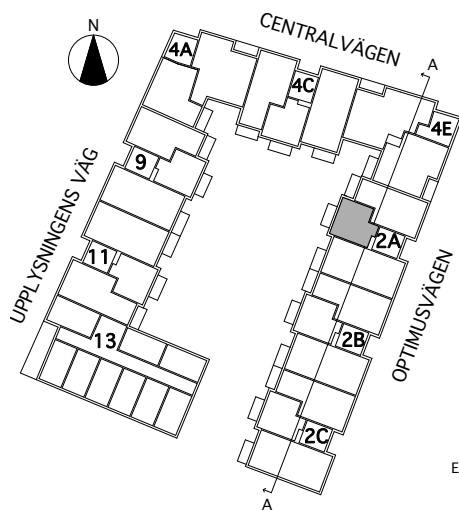 N
CENTRALVÄGEN
A
4A
4C
4E
9
UPPLYSNINGENS VÄG
2A
11
OPTIMUSVÄGEN
2B
13
2C
E
A